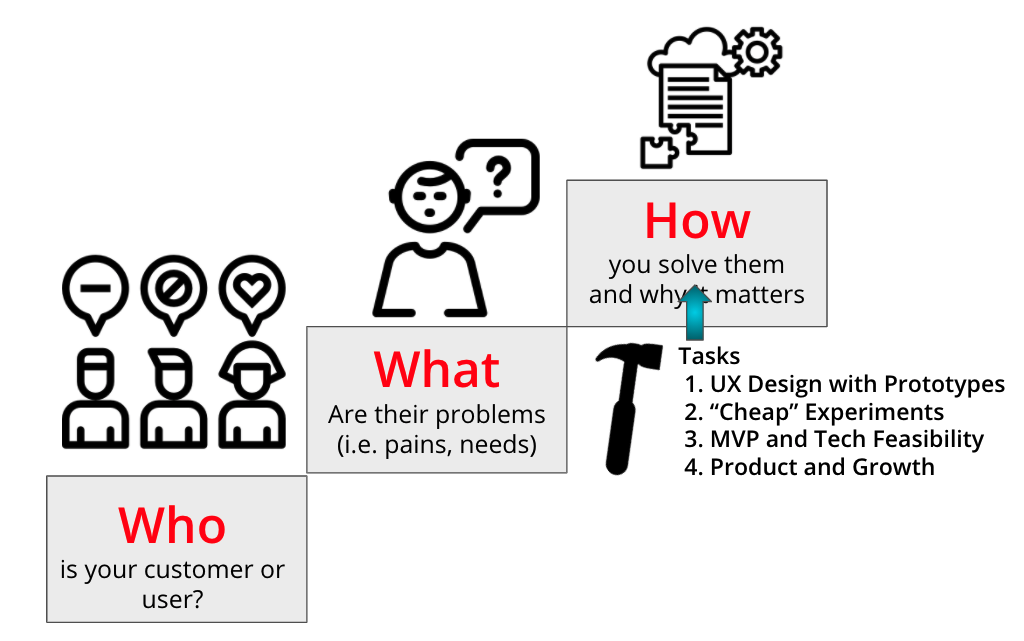 How
you solve them
and why it matters
?
What
Are their problems
(i.e. pains, needs)
Tasks
1. UX Design with Prototypes
2. “Cheap” Experiments
3. MVP and Tech Feasibility
4. Product and Growth
Who
is your customer or
user?